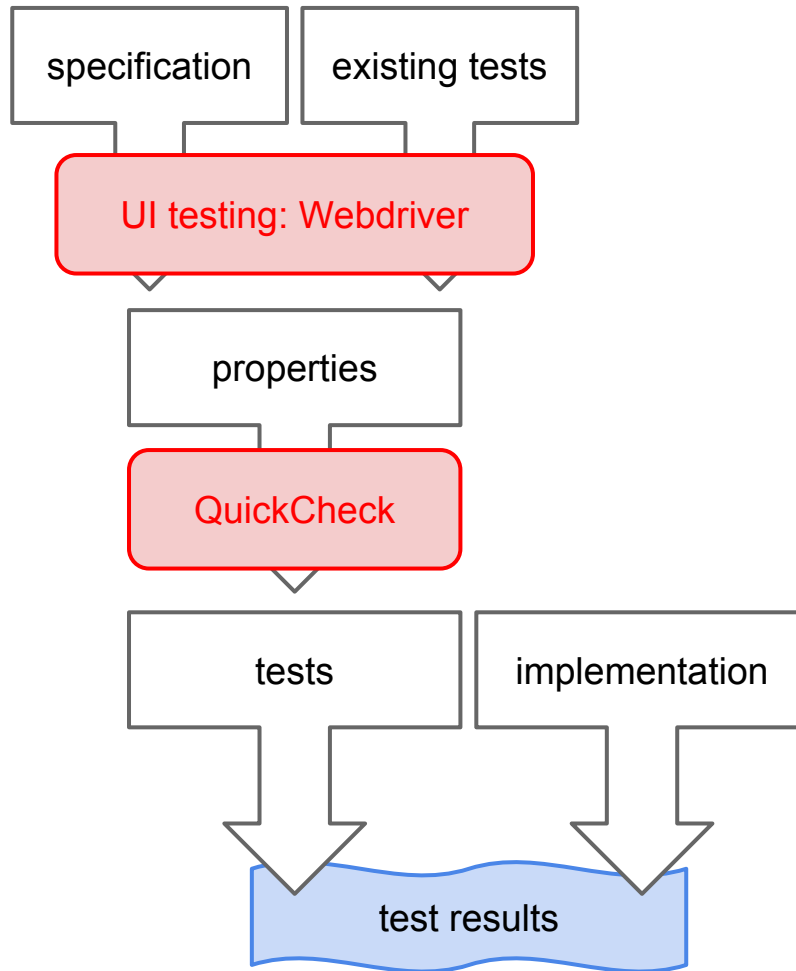 specification
existing tests
UI testing: Webdriver
properties
QuickCheck
tests
implementation
test results